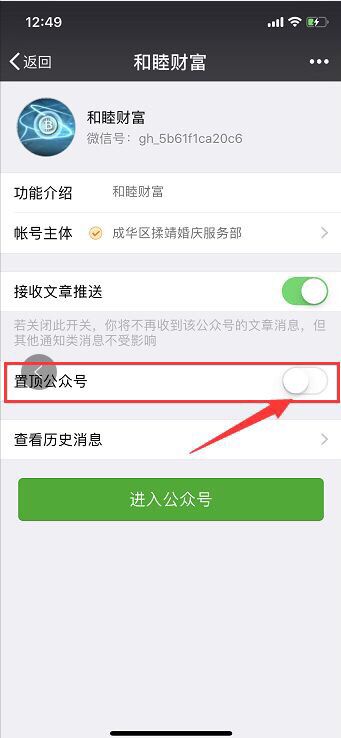 12:49
返回
和睦财富
和睦财富
微信号：gh_5b61f1ca20c6
功能介绍 和睦财富
帐号主体 成华区揉靖婚庆服务部
接收文章推送
若关闭此开关，你将不再收到该公众号的文章消息，但
其他通知类消息不受影响
置顶公众号
查看历史消息
进入公众号